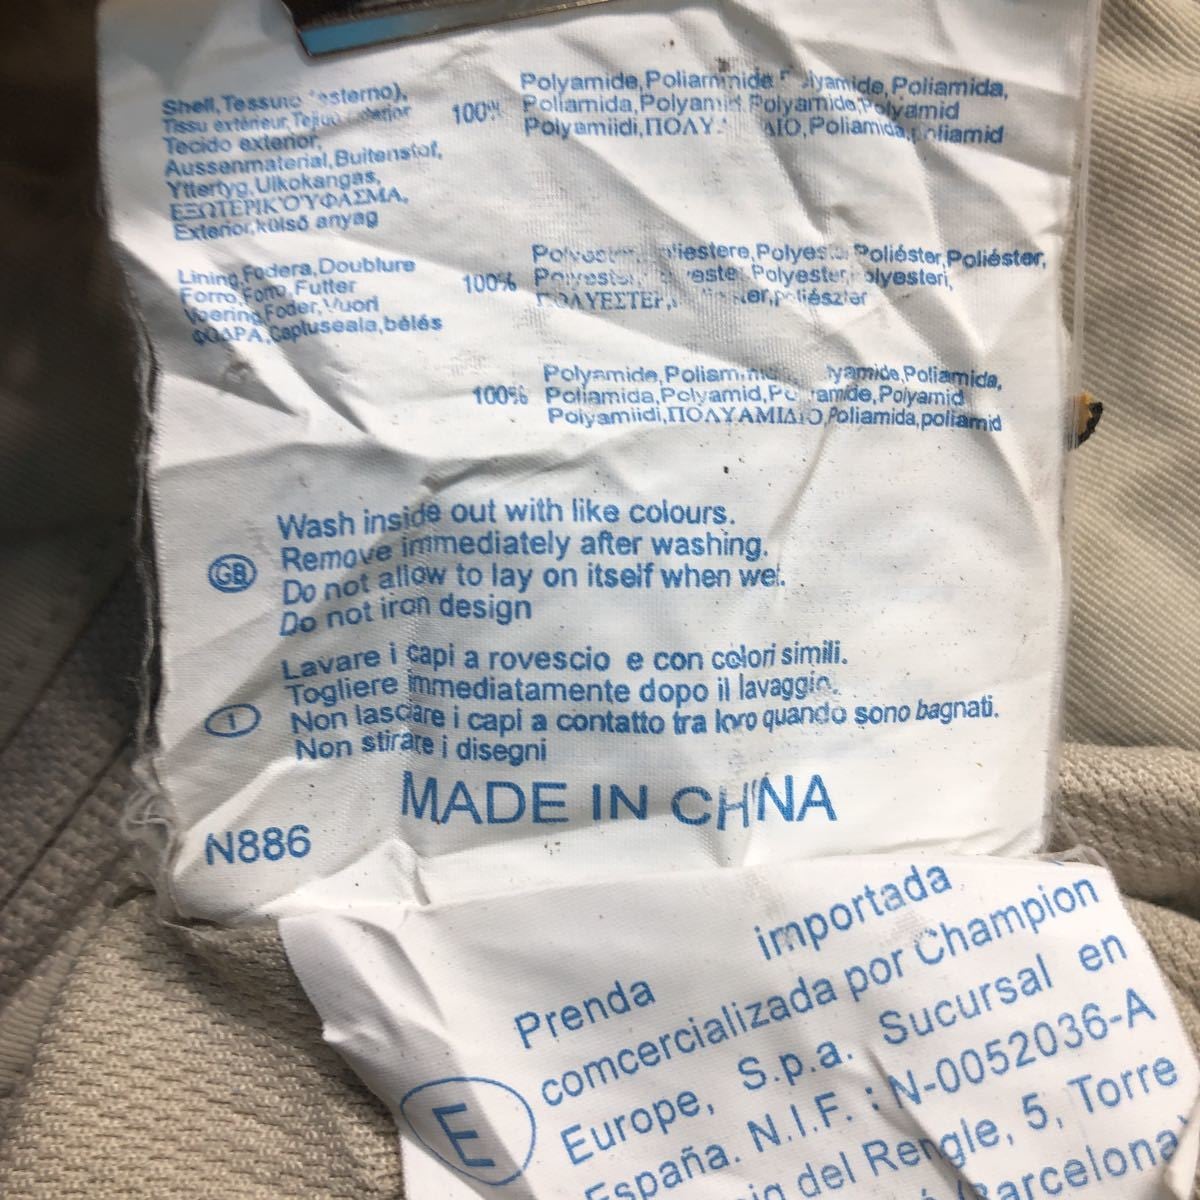 Shell, Tessuto esterno),
Tissu extérieur, Tejido exterior
Tecido exterior,
Aussenmaterial, Buitenstof,
Yttertyg, Ulkokangas,
ΕΞΩΤΕΡΙΚΟ'ΥΦΑΣΜΑ,
Exterior, külső anyag
100%
Polyamide, Poliammide Polyamide, Poliamida,
Poliamida, Polyamid, Polyamide, Polyamid
Polyamiidi, ΠΟΛΥΑΜΙΔΙΟ, Poliamida, poliamid
Lining, Fodera, Doublure
Forro, Forro, Futter
Voering, Foder, Vuori
ΦΟΔΡΑ, Captuseala, bélés
100%
Polyester, Poliestere, Polyester, Poliéster, Poliéster,
Polyester, Polyester, Polyesteri,
ΠΟΛΥΕΣΤΕΡ, poliészter
100%
Polyamide, Poliammide Polyamide, Poliamida,
Poliamida, Polyamid, Polyamide, Polyamid
Polyamiidi, ΠΟΛΥΑΜΙΔΙΟ, Poliamida, poliamid
GB
Wash inside out with like colours.
Remove immediately after washing.
Do not allow to lay on itself when wet.
Do not iron design
I
Lavare i capi a rovescio e con colori simili.
Togliere immediatamente dopo il lavaggio.
Non lasciare i capi a contatto tra loro quando sono bagnati.
Non stirare i disegni
MADE IN CHINA
N886
E
Prenda importada
comcercializada por Champion
Europe, S.p.a. Sucursal en
España. N.I.F. : N-0052036-A
del Rengle, 5, Torre
(Barcelona)